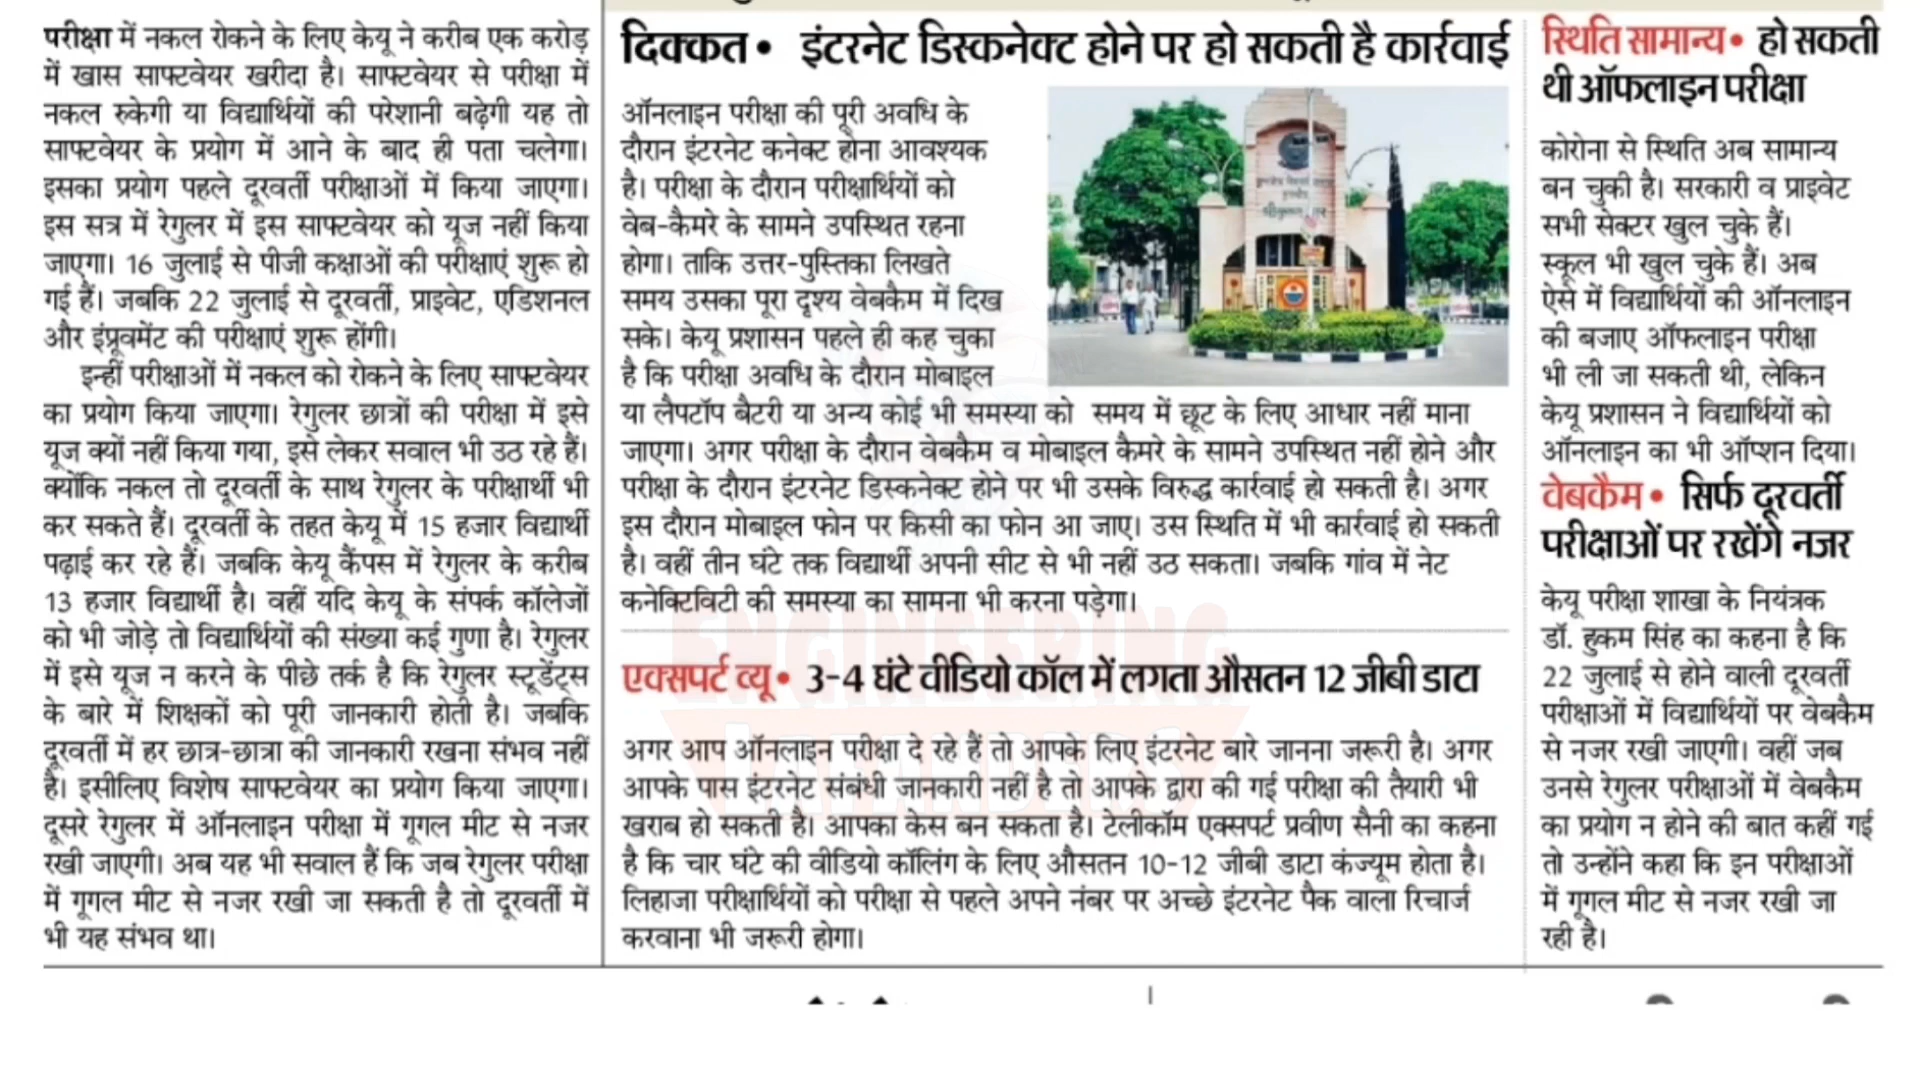 परीक्षा में नकल रोकने के लिए केयू ने करीब एक करोड़
में खास साफ्टवेयर खरीदा है। साफ्टवेयर से परीक्षा में
नकल रुकेगी या विद्यार्थियों की परेशानी बढ़ेगी यह तो
साफ्टवेयर के प्रयोग में आने के बाद ही पता चलेगा।
इसका प्रयोग पहले दूरवर्ती परीक्षाओं में किया जाएगा।
इस सत्र में रेगुलर में इस साफ्टवेयर को यूज नहीं किया
जाएगा। 16 जुलाई से पीजी कक्षाओं की परीक्षाएं शुरू हो
गई हैं। जबकि 22 जुलाई से दूरवर्ती, प्राइवेट, एडिशनल
और इंप्रूवमेंट की परीक्षाएं शुरू होंगी।
इन्हीं परीक्षाओं में नकल को रोकने के लिए साफ्टवेयर
का प्रयोग किया जाएगा। रेगुलर छात्रों की परीक्षा में इसे
यूज क्यों नहीं किया गया, इसे लेकर सवाल भी उठ रहे हैं।
क्योंकि नकल तो दूरवर्ती के साथ रेगुलर के परीक्षार्थी भी
कर सकते हैं। दूरवर्ती के तहत केयू में 15 हजार विद्यार्थी
पढ़ाई कर रहे हैं। जबकि केयू कैंपस में रेगुलर के करीब
13 हजार विद्यार्थी है। वहीं यदि केयू के संपर्क कॉलेजों
को भी जोड़े तो विद्यार्थियों की संख्या कई गुणा है। रेगुलर
में इसे यूज न करने के पीछे तर्क है कि रेगुलर स्टूडेंट्स
के बारे में शिक्षकों को पूरी जानकारी होती है। जबकि
दूरवर्ती में हर छात्र-छात्रा की जानकारी रखना संभव नहीं
है। इसीलिए विशेष साफ्टवेयर का प्रयोग किया जाएगा।
दूसरे रेगुलर में ऑनलाइन परीक्षा में गूगल मीट से नजर
रखी जाएगी। अब यह भी सवाल हैं कि जब रेगुलर परीक्षा
में गूगल मीट से नजर रखी जा सकती है तो दूरवर्ती में
भी यह संभव था।
दिक्कत • इंटरनेट डिस्कनेक्ट होने पर हो सकती है कार्रवाई
ऑनलाइन परीक्षा की पूरी अवधि के
दौरान इंटरनेट कनेक्ट होना आवश्यक
है। परीक्षा के दौरान परीक्षार्थियों को
वेब-कैमरे के सामने उपस्थित रहना
होगा। ताकि उत्तर-पुस्तिका लिखते
समय उसका पूरा दृश्य वेबकैम में दिख
सके। केयू प्रशासन पहले ही कह चुका
है कि परीक्षा अवधि के दौरान मोबाइल
या लैपटॉप बैटरी या अन्य कोई भी समस्या को समय में छूट के लिए आधार नहीं माना
जाएगा। अगर परीक्षा के दौरान वेबकैम व मोबाइल कैमरे के सामने उपस्थित नहीं होने और
परीक्षा के दौरान इंटरनेट डिस्कनेक्ट होने पर भी उसके विरुद्ध कार्रवाई हो सकती है। अगर
इस दौरान मोबाइल फोन पर किसी का फोन आ जाए। उस स्थिति में भी कार्रवाई हो सकती
है। वहीं तीन घंटे तक विद्यार्थी अपनी सीट से भी नहीं उठ सकता। जबकि गांव में नेट
कनेक्टिविटी की समस्या का सामना भी करना पड़ेगा।
ENGINEERING
एक्सपर्ट व्यू • 3-4 घंटे वीडियो कॉल में लगता औसतन 12 जीबी डाटा
अगर आप ऑनलाइन परीक्षा दे रहे हैं तो आपके लिए इंटरनेट बारे जानना जरूरी है। अगर
आपके पास इंटरनेट संबंधी जानकारी नहीं है तो आपके द्वारा की गई परीक्षा की तैयारी भी
खराब हो सकती है। आपका केस बन सकता है। टेलीकॉम एक्सपर्ट प्रवीण सैनी का कहना
है कि चार घंटे की वीडियो कॉलिंग के लिए औसतन 10-12 जीबी डाटा कंज्यूम होता है।
लिहाजा परीक्षार्थियों को परीक्षा से पहले अपने नंबर पर अच्छे इंटरनेट पैक वाला रिचार्ज
करवाना भी जरूरी होगा।
स्थिति सामान्य • हो सकती
थी ऑफलाइन परीक्षा
कोरोना से स्थिति अब सामान्य
बन चुकी है। सरकारी व प्राइवेट
सभी सेक्टर खुल चुके हैं।
स्कूल भी खुल चुके हैं। अब
ऐसे में विद्यार्थियों की ऑनलाइन
की बजाए ऑफलाइन परीक्षा
भी ली जा सकती थी, लेकिन
केयू प्रशासन ने विद्यार्थियों को
ऑनलाइन का भी ऑप्शन दिया।
वेबकैम • सिर्फ दूरवर्ती
परीक्षाओं पर रखेंगे नजर
केयू परीक्षा शाखा के नियंत्रक
डॉ. हुकम सिंह का कहना है कि
22 जुलाई से होने वाली दूरवर्ती
परीक्षाओं में विद्यार्थियों पर वेबकैम
से नजर रखी जाएगी। वहीं जब
उनसे रेगुलर परीक्षाओं में वेबकैम
का प्रयोग न होने की बात कहीं गई
तो उन्होंने कहा कि इन परीक्षाओं
में गूगल मीट से नजर रखी जा
रही है।